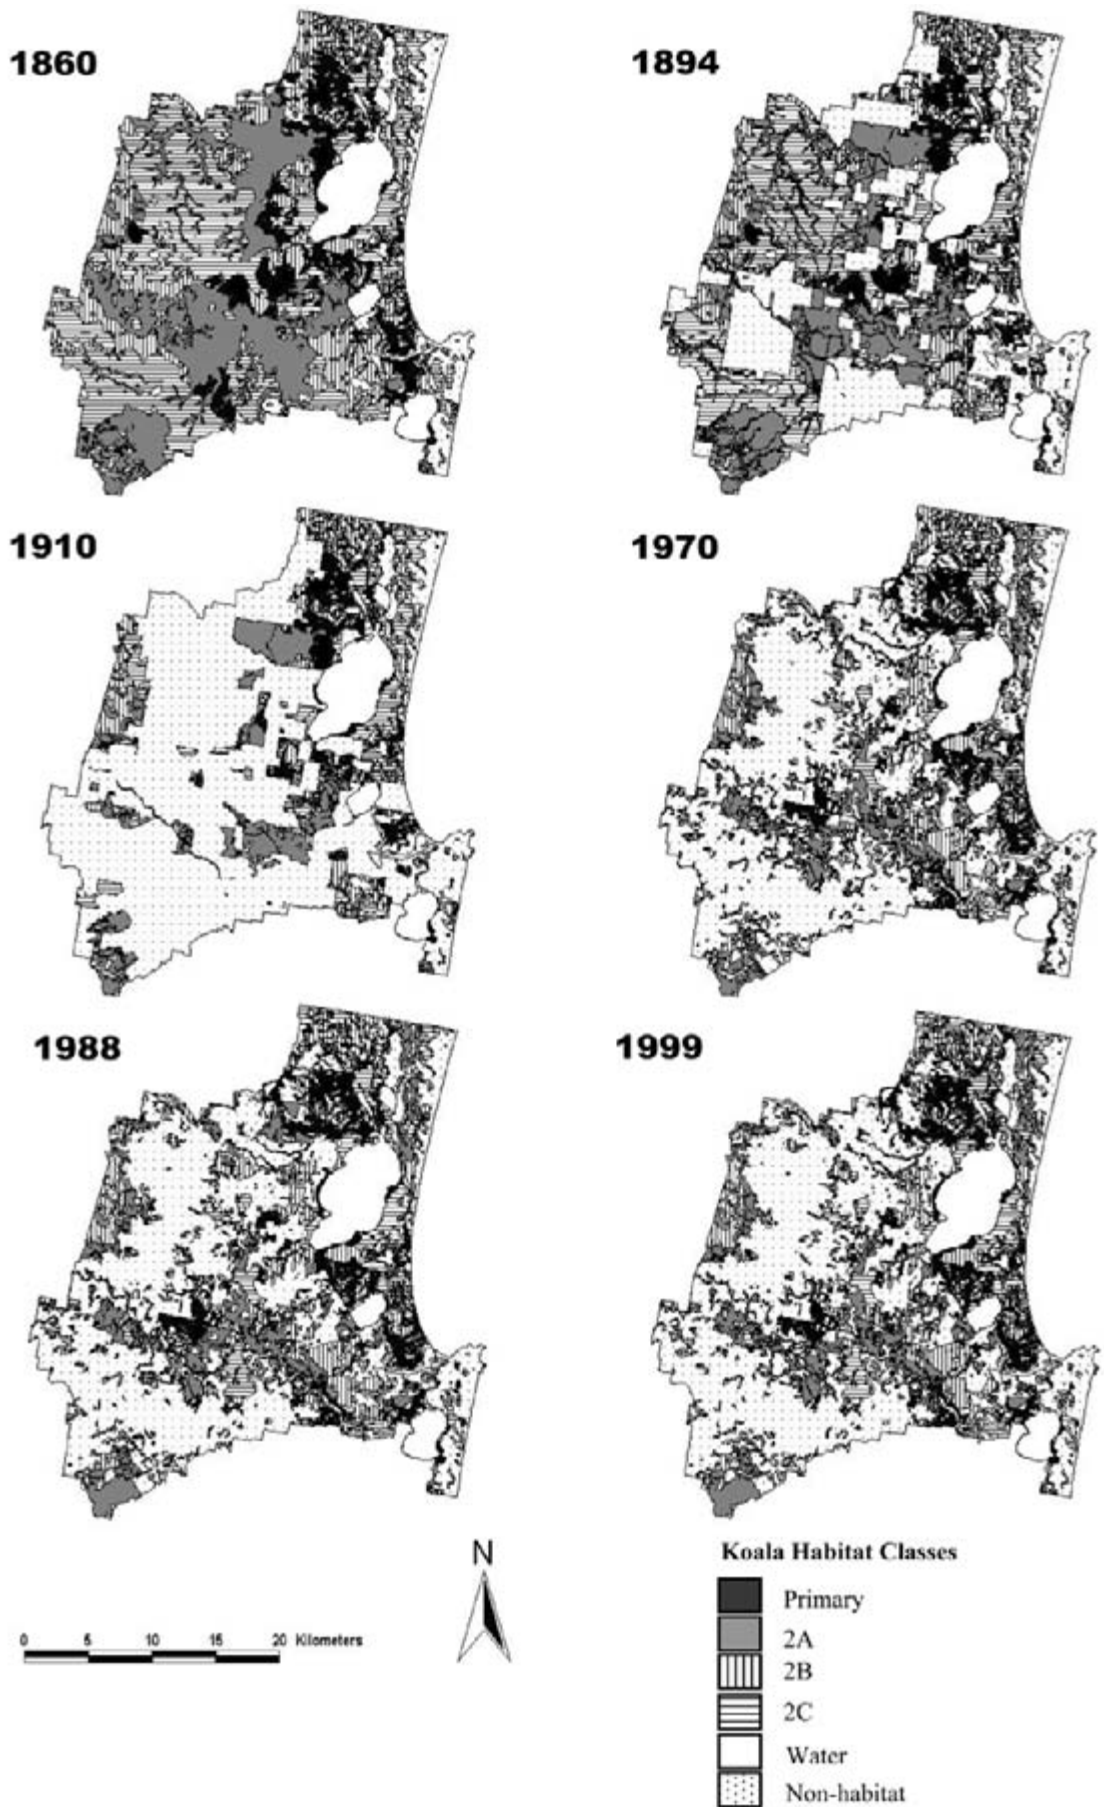 1860
1894
1910
1970
1988
1999
N
0 5 10 15 20 Kilometers
Koala Habitat Classes
Primary
2A
2B
2C
Water
Non-habitat